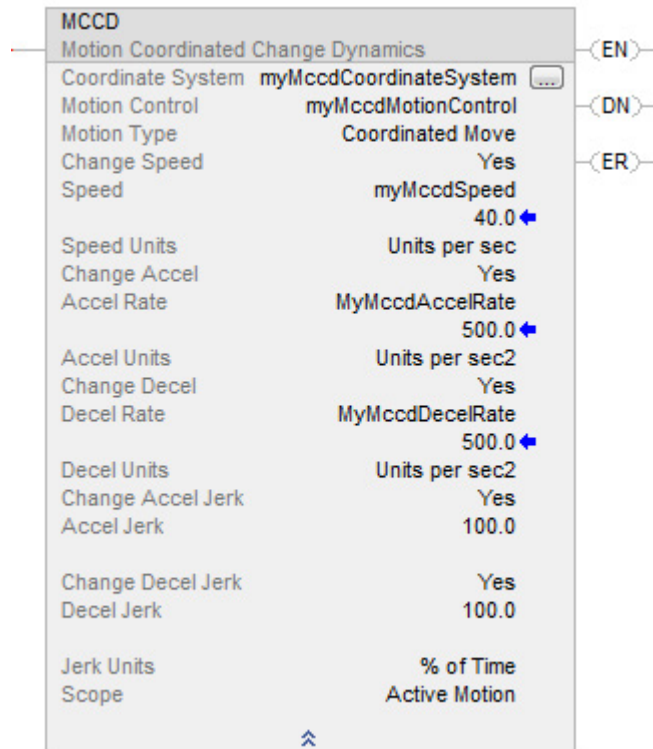 MCCD
Motion Coordinated Change Dynamics EN
Coordinate System myMccdCoordinateSystem ...
Motion Control myMccdMotionControl DN
Motion Type Coordinated Move
Change Speed Yes ER
Speed myMccdSpeed
40.0
Speed Units Units per sec
Change Accel Yes
Accel Rate MyMccdAccelRate
500.0
Accel Units Units per sec2
Change Decel Yes
Decel Rate MyMccdDecelRate
500.0
Decel Units Units per sec2
Change Accel Jerk Yes
Accel Jerk 100.0
Change Decel Jerk Yes
Decel Jerk 100.0
Jerk Units % of Time
Scope Active Motion